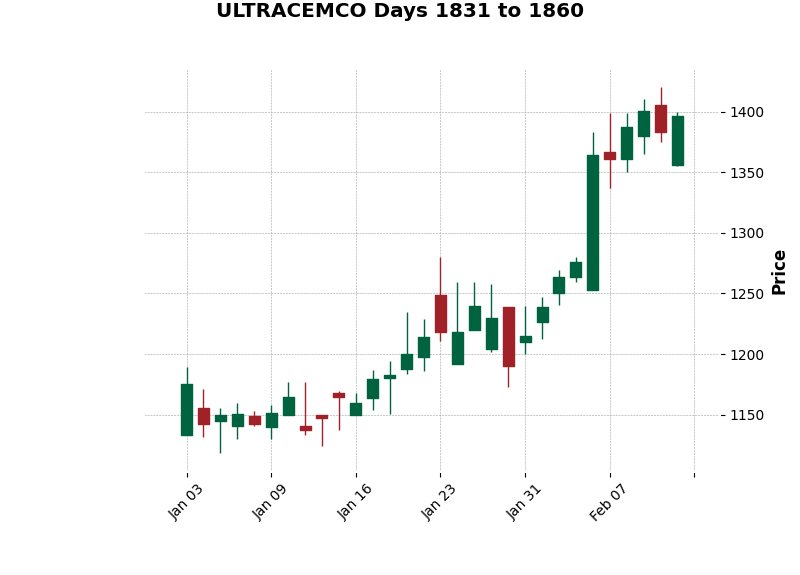 ULTRACEMCO Days 1831 to 1860
1400
1350
1300
1250
1200
1150
Price
Jan 03
Jan 09
Jan 16
Jan 23
Jan 31
Feb 07